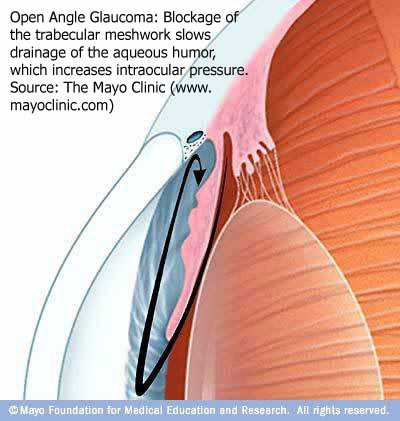 Open Angle Glaucoma: Blockage of
the trabecular meshwork slows
drainage of the aqueous humor,
which increases intraocular pressure.
Source: The Mayo Clinic (www.
mayoclinic.com)
©Mayo Foundation for Medical Education and Research. All rights reserved.